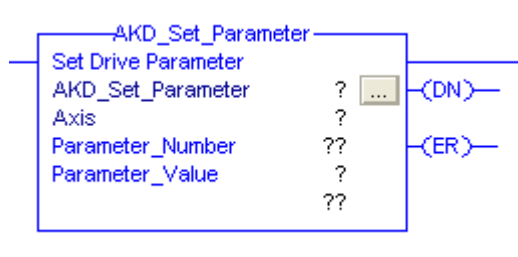 AKD_Set_Parameter
Set Drive Parameter
AKD_Set_Parameter ? ... (DN)
Axis ?
Parameter_Number ?? (ER)
Parameter_Value ?
??